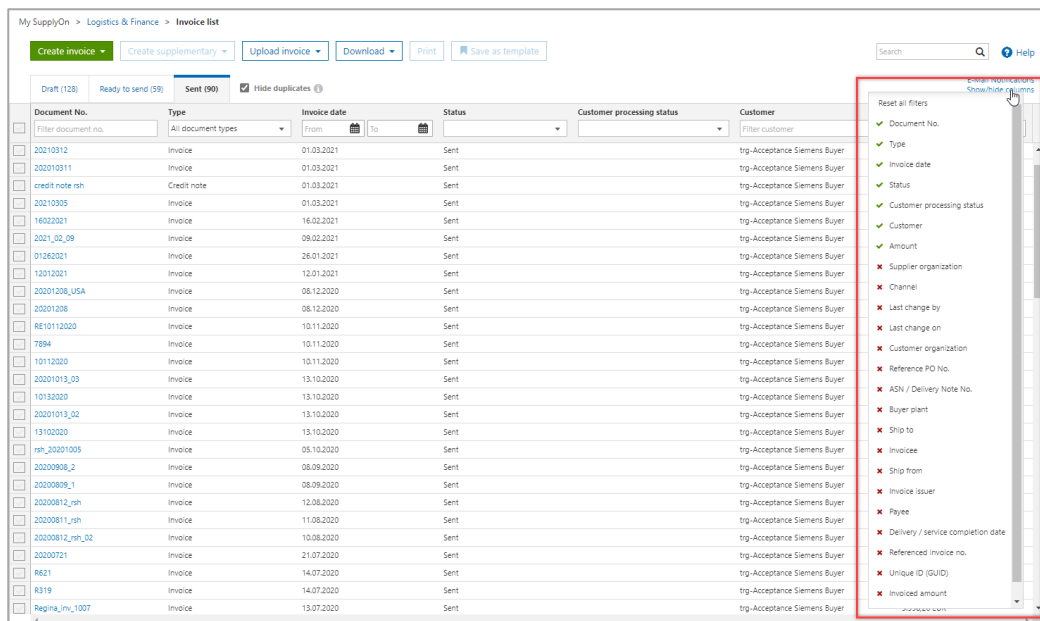 My SupplyOn > Logistics & Finance > Invoice list
Create invoice Create supplementary Upload invoice Download Print Save as template Search Help
Draft (128) Ready to send (59) Sent (90) Hide duplicates E-Mail Notifications
Show/hide columns
Document No. Type Invoice date Status Customer processing status Customer
Filter document no. All document types From To Filter customer
20210312 Invoice 01.03.2021 Sent trg-Acceptance Siemens Buyer
202010311 Invoice 01.03.2021 Sent trg-Acceptance Siemens Buyer
credit note rsh Credit note 01.03.2021 Sent trg-Acceptance Siemens Buyer
20210305 Invoice 01.03.2021 Sent trg-Acceptance Siemens Buyer
16022021 Invoice 16.02.2021 Sent trg-Acceptance Siemens Buyer
2021_02_09 Invoice 09.02.2021 Sent trg-Acceptance Siemens Buyer
01262021 Invoice 26.01.2021 Sent trg-Acceptance Siemens Buyer
12012021 Invoice 12.01.2021 Sent trg-Acceptance Siemens Buyer
20201208_USA Invoice 08.12.2020 Sent trg-Acceptance Siemens Buyer
20201208 Invoice 08.12.2020 Sent trg-Acceptance Siemens Buyer
RE10112020 Invoice 10.11.2020 Sent trg-Acceptance Siemens Buyer
7894 Invoice 10.11.2020 Sent trg-Acceptance Siemens Buyer
10112020 Invoice 10.11.2020 Sent trg-Acceptance Siemens Buyer
20201013_03 Invoice 13.10.2020 Sent trg-Acceptance Siemens Buyer
10132020 Invoice 13.10.2020 Sent trg-Acceptance Siemens Buyer
20201013_02 Invoice 13.10.2020 Sent trg-Acceptance Siemens Buyer
13102020 Invoice 13.10.2020 Sent trg-Acceptance Siemens Buyer
rsh_20201005 Invoice 05.10.2020 Sent trg-Acceptance Siemens Buyer
20200908_2 Invoice 08.09.2020 Sent trg-Acceptance Siemens Buyer
20200809_1 Invoice 08.09.2020 Sent trg-Acceptance Siemens Buyer
20200812_rsh Invoice 12.08.2020 Sent trg-Acceptance Siemens Buyer
20200811_rsh Invoice 11.08.2020 Sent trg-Acceptance Siemens Buyer
20200812_rsh_02 Invoice 10.08.2020 Sent trg-Acceptance Siemens Buyer
20200721 Invoice 21.07.2020 Sent trg-Acceptance Siemens Buyer
R621 Invoice 14.07.2020 Sent trg-Acceptance Siemens Buyer
R319 Invoice 14.07.2020 Sent trg-Acceptance Siemens Buyer
Regina_Inv_1007 Invoice 13.07.2020 Sent trg-Acceptance Siemens Buyer
Reset all filters
Document No.
Type
Invoice date
Status
Customer processing status
Customer
Amount
Supplier organization
Channel
Last change by
Last change on
Customer organization
Reference PO No.
ASN / Delivery Note No.
Buyer plant
Ship to
Invoicee
Ship from
Invoice issuer
Payee
Delivery / service completion date
Referenced invoice no.
Unique ID (GUID)
Invoiced amount